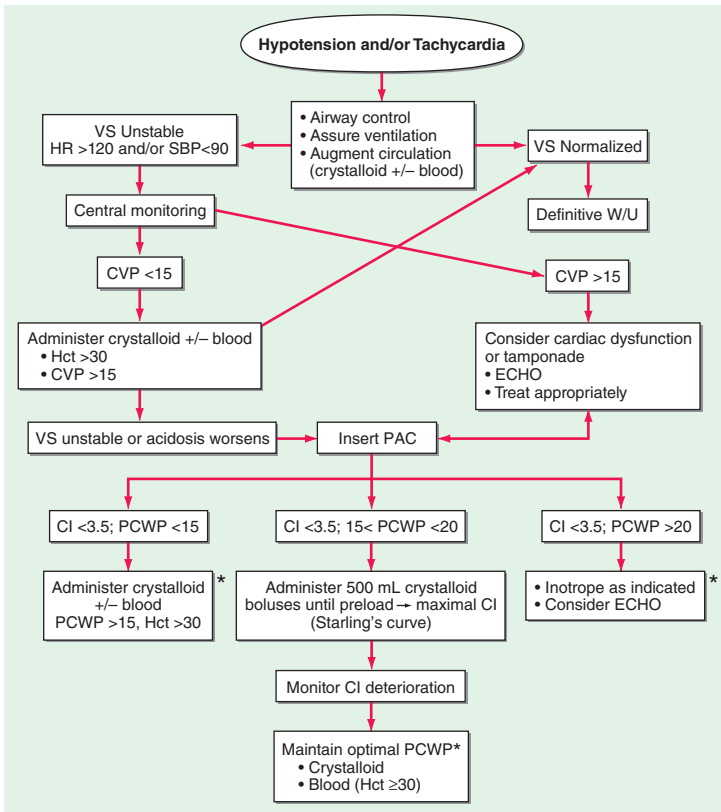 Hypotension and/or Tachycardia
VS Unstable
HR >120 and/or SBP<90
• Airway control
• Assure ventilation
• Augment circulation
(crystalloid +/– blood)
VS Normalized
Central monitoring
Definitive W/U
CVP <15
CVP >15
Administer crystalloid +/– blood
• Hct >30
• CVP >15
Consider cardiac dysfunction
or tamponade
• ECHO
• Treat appropriately
VS unstable or acidosis worsens
Insert PAC
CI <3.5; PCWP <15
CI <3.5; 15< PCWP <20
CI <3.5; PCWP >20
Administer crystalloid *
+/– blood
PCWP >15, Hct >30
Administer 500 mL crystalloid
boluses until preload → maximal CI
(Starling's curve)
• Inotrope as indicated *
• Consider ECHO
Monitor CI deterioration
Maintain optimal PCWP*
• Crystalloid
• Blood (Hct ≥30)